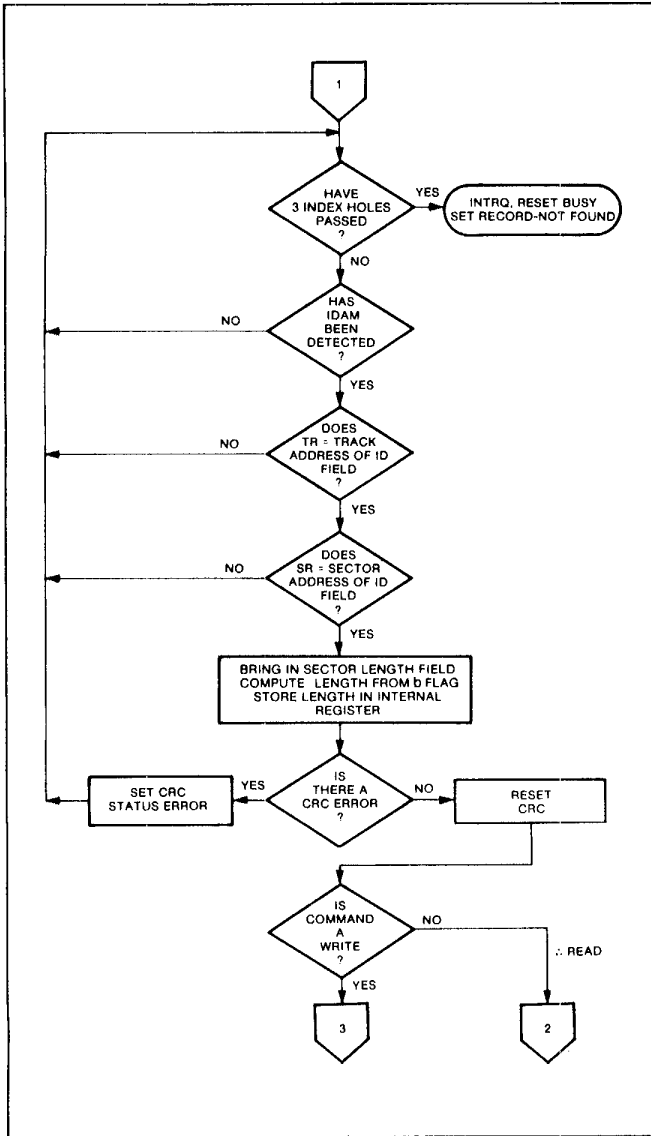 1
HAVE
3 INDEX HOLES
PASSED
?
YES
INTRQ, RESET BUSY
SET RECORD-NOT FOUND
NO
HAS
IDAM
BEEN
DETECTED
?
NO
YES
DOES
TR = TRACK
ADDRESS OF ID
FIELD
?
NO
YES
DOES
SR = SECTOR
ADDRESS OF ID
FIELD
?
NO
YES
BRING IN SECTOR LENGTH FIELD
COMPUTE LENGTH FROM b FLAG
STORE LENGTH IN INTERNAL
REGISTER
IS
THERE A
CRC ERROR
?
YES
SET CRC
STATUS ERROR
NO
RESET
CRC
IS
COMMAND
A
WRITE
?
NO
∴ READ
YES
3
2